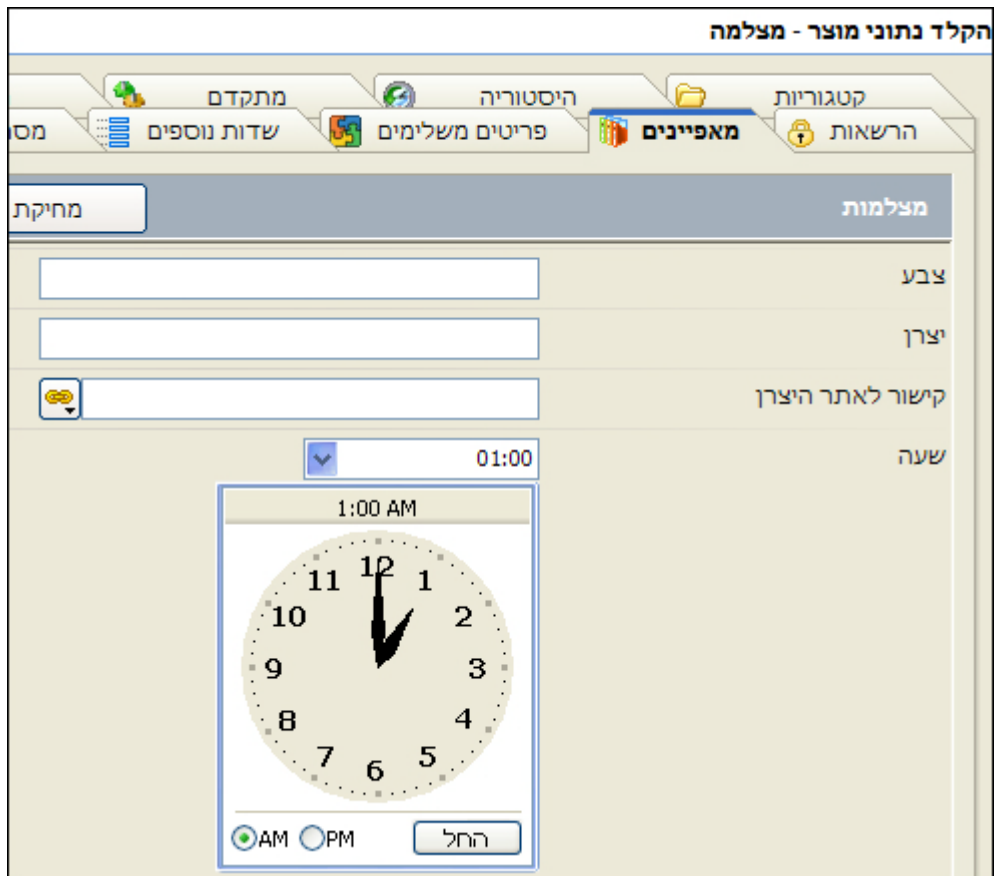 הקלד נתוני מוצר - מצלמה
קטגוריות היסטוריה מתקדם
הרשאות מאפיינים פריטים משלימים שדות נוספים
מצלמות מחיקת
צבע
יצרן
קישור לאתר היצרן
שעה 01:00
1:00 AM
12
11 1
10 2
9 3
8 4
7 5
6
AM PM החל